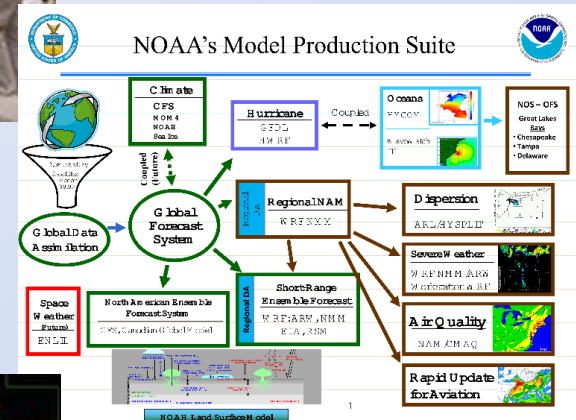 NOAA's Model Production Suite
NOAA
Climate
CFS
MOM4
NOAH
Sea Ice
Hurricane
GFDL
HWRF
Coupled
Oceans
HYCOM
NOS – OFS
Great Lakes
Bays
• Chesapeake
• Tampa
• Delaware
Coupled
(Future)
Global Data
Assimilation
Global
Forecast
System
Regional
DA
Regional NAM
WRF NMM
Dispersion
ARL/HYSPLIT
Severe Weather
WRF NMM/ARW
Workstation WRF
Space
Weather
(Future)
ENLIL
North American Ensemble
Forecast System
GFS, Canadian Global Model
Regional DA
Short-Range
Ensemble Forecast
WRF: ARW, NMM
ETA, RSM
Air Quality
NAM/CMAQ
Rapid Update
for Aviation
NOAH Land Surface Model
1